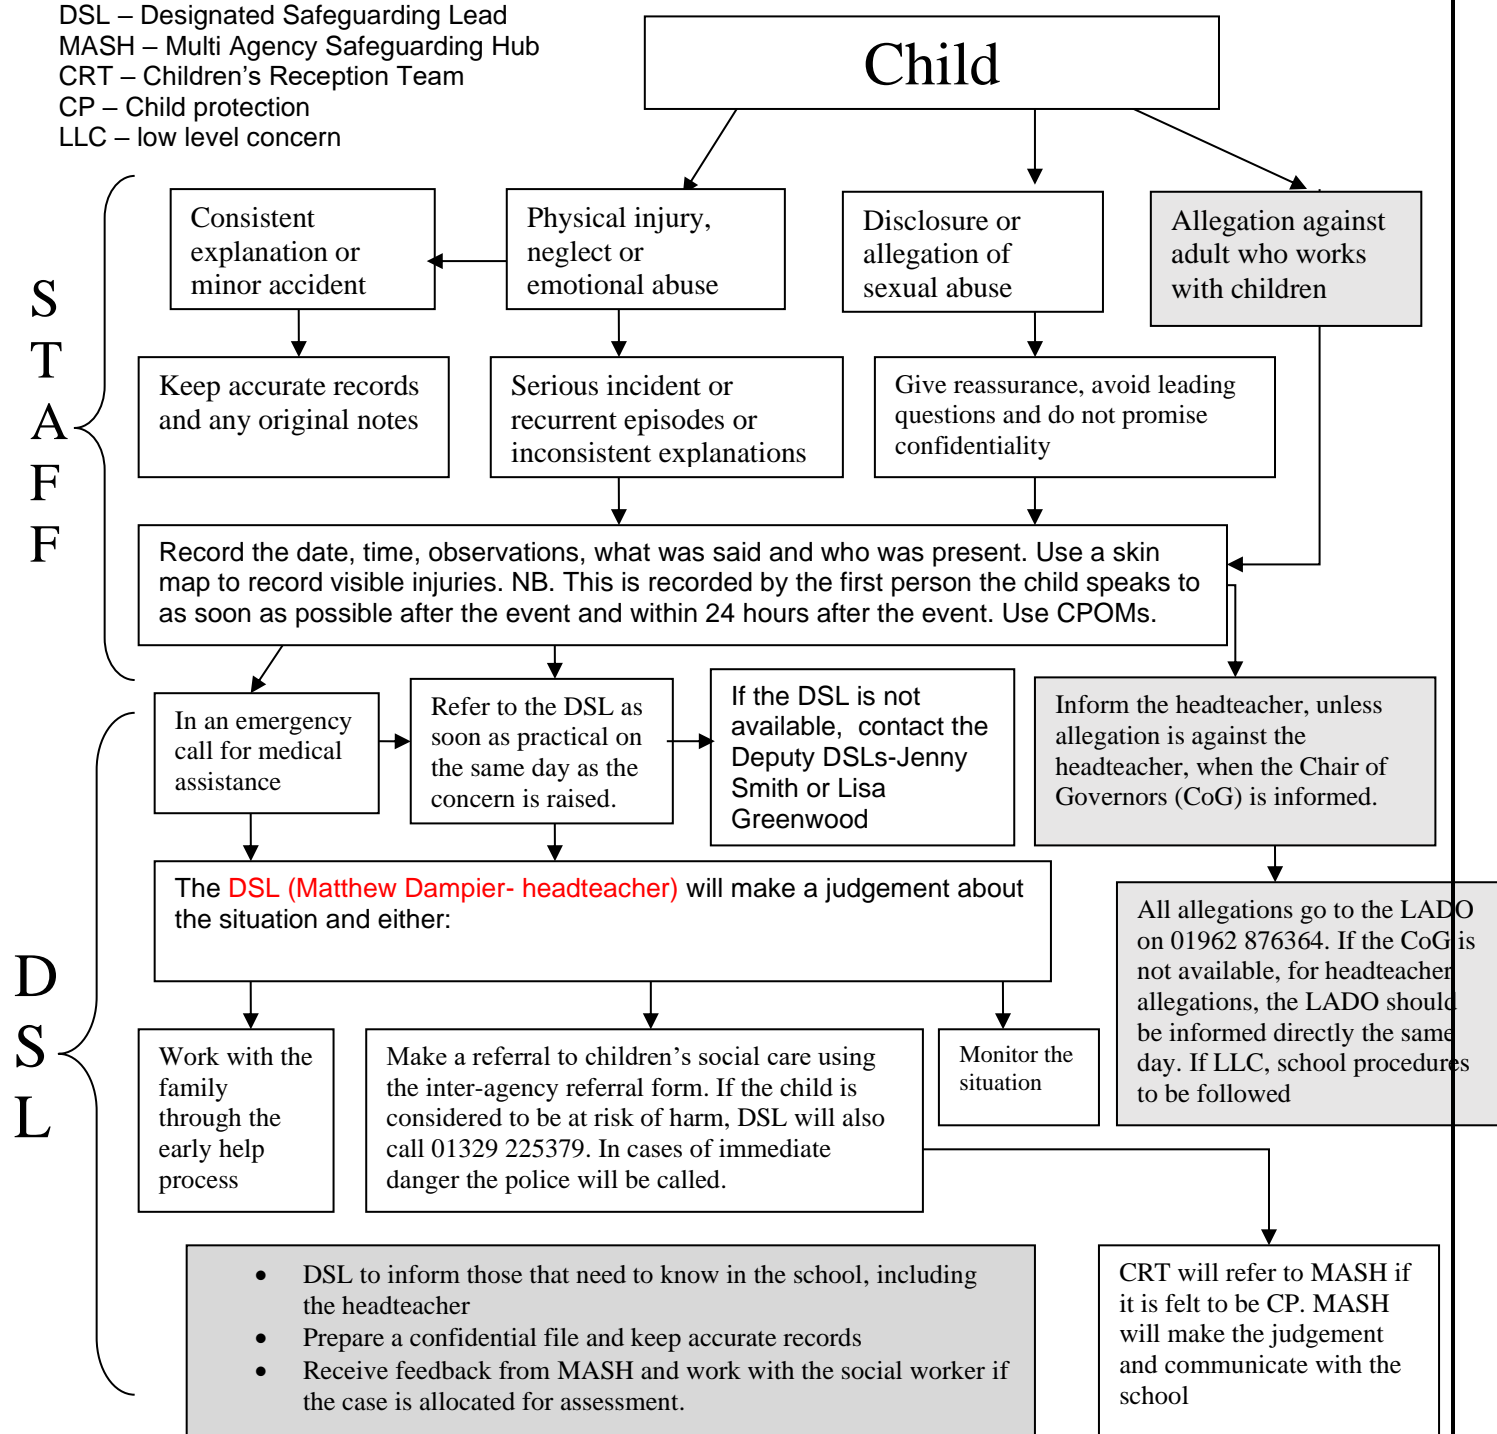 DSL – Designated Safeguarding Lead
MASH – Multi Agency Safeguarding Hub
CRT – Children's Reception Team
CP – Child protection
LLC – low level concern
Child
S
T
A
F
F
Consistent
explanation or
minor accident
Physical injury,
neglect or
emotional abuse
Disclosure or
allegation of
sexual abuse
Allegation against
adult who works
with children
Keep accurate records
and any original notes
Serious incident or
recurrent episodes or
inconsistent explanations
Give reassurance, avoid leading
questions and do not promise
confidentiality
Record the date, time, observations, what was said and who was present. Use a skin
map to record visible injuries. NB. This is recorded by the first person the child speaks to
as soon as possible after the event and within 24 hours after the event. Use CPOMs.
D
S
L
In an emergency
call for medical
assistance
Refer to the DSL as
soon as practical on
the same day as the
concern is raised.
If the DSL is not
available,  contact the
Deputy DSLs-Jenny
Smith or Lisa
Greenwood
Inform the headteacher, unless
allegation is against the
headteacher, when the Chair of
Governors (CoG) is informed.
The DSL (Matthew Dampier- headteacher) will make a judgement about
the situation and either:
All allegations go to the LADO
on 01962 876364. If the CoG is
not available, for headteacher
allegations, the LADO should
be informed directly the same
day. If LLC, school procedures
to be followed
Work with the
family
through the
early help
process
Make a referral to children's social care using
the inter-agency referral form. If the child is
considered to be at risk of harm, DSL will also
call 01329 225379. In cases of immediate
danger the police will be called.
Monitor the
situation
• DSL to inform those that need to know in the school, including
the headteacher
• Prepare a confidential file and keep accurate records
• Receive feedback from MASH and work with the social worker if
the case is allocated for assessment.
CRT will refer to MASH if
it is felt to be CP. MASH
will make the judgement
and communicate with the
school